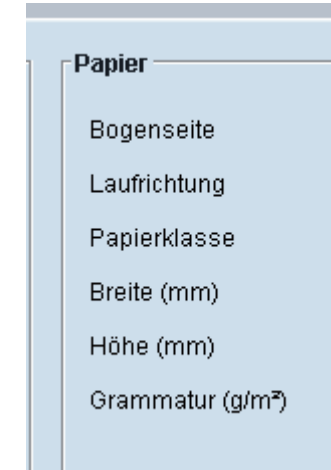 Papier
Bogenseite
Laufrichtung
Papierklasse
Breite (mm)
Höhe (mm)
Grammatur (g/m²)